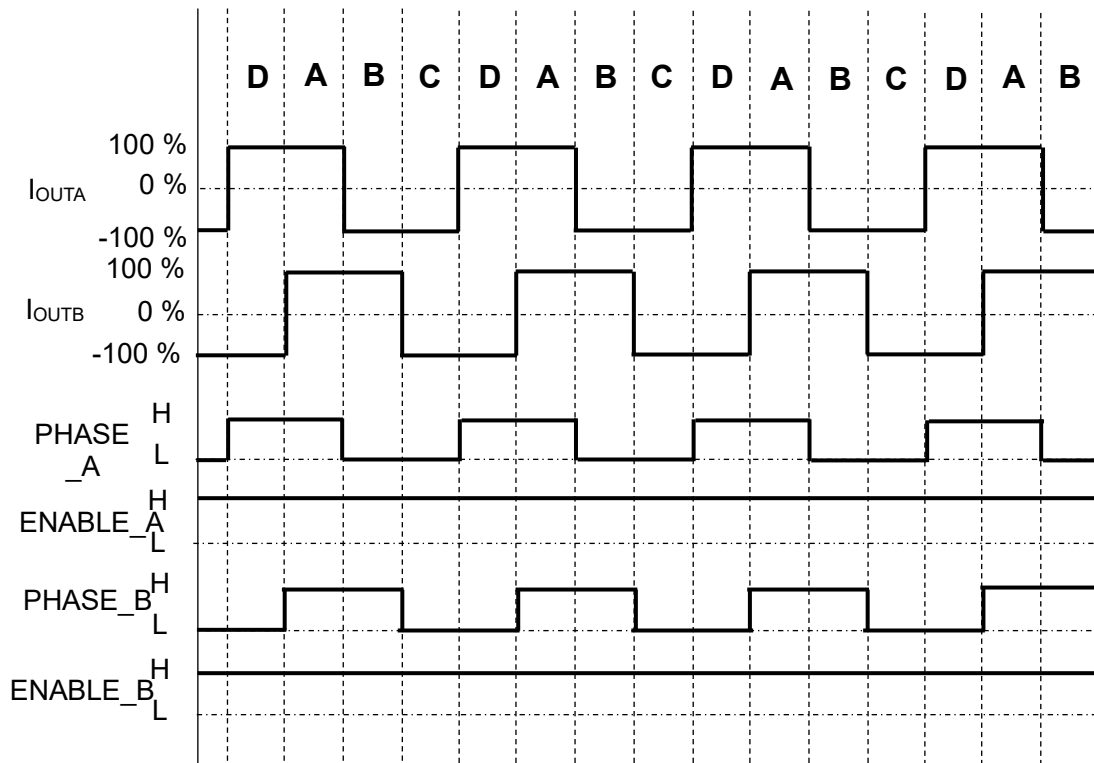 D A B C D A B C D A B C D A B
100 %
IOUTA 0 %
-100 %
100 %
IOUTB 0 %
-100 %
H
PHASE
L
_A
H
ENABLE_A
L
H
PHASE_B
L
H
ENABLE_B
L